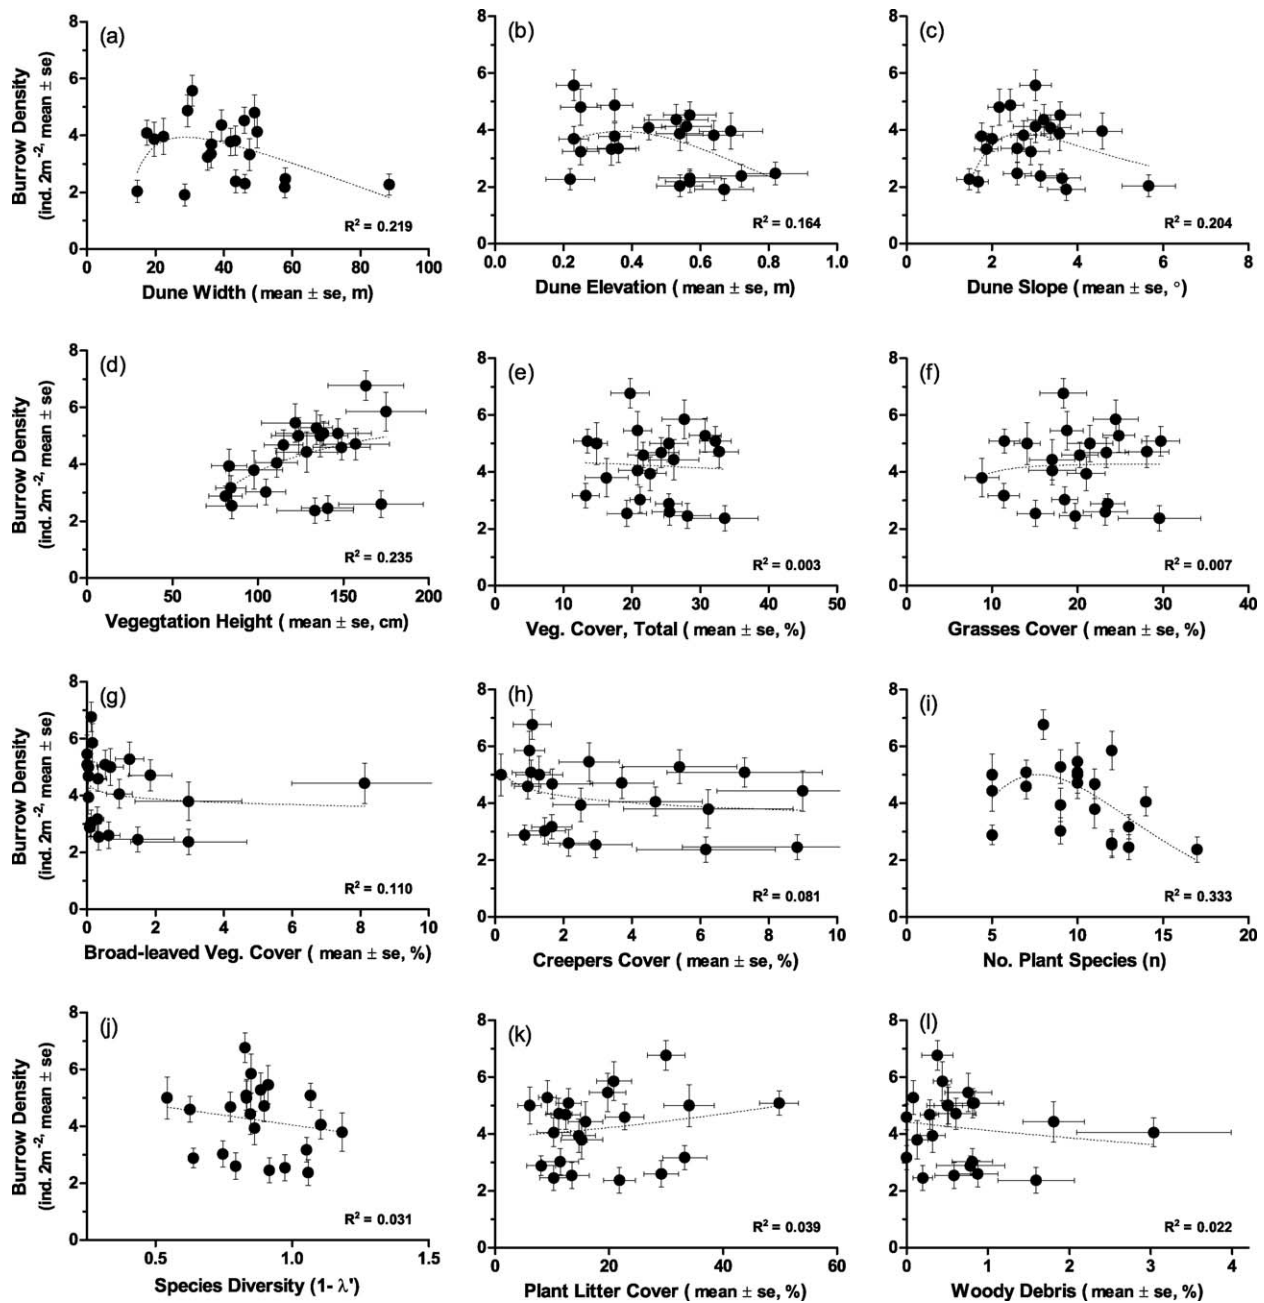 (a)
Burrow Density
(ind. 2m⁻², mean ± se)
8
6
4
2
0
0 20 40 60 80 100
R² = 0.219
Dune Width ( mean ± se, m)
(b)
8
6
4
2
0
0.0 0.2 0.4 0.6 0.8 1.0
R² = 0.164
Dune Elevation ( mean ± se, m)
(c)
8
6
4
2
0
0 2 4 6 8
R² = 0.204
Dune Slope ( mean ± se, °)
(d)
Burrow Density
(ind. 2m⁻², mean ± se)
8
6
4
2
0
50 100 150 200
R² = 0.235
Vegegtation Height ( mean ± se, cm)
(e)
8
6
4
2
0
0 10 20 30 40 50
R² = 0.003
Veg. Cover, Total ( mean ± se, %)
(f)
8
6
4
2
0
0 10 20 30 40
R² = 0.007
Grasses Cover ( mean ± se, %)
(g)
Burrow Density
(ind. 2m⁻², mean ± se)
8
6
4
2
0
0 2 4 6 8 10
R² = 0.110
Broad-leaved Veg. Cover ( mean ± se, %)
(h)
8
6
4
2
0
0 2 4 6 8 10
R² = 0.081
Creepers Cover ( mean ± se, %)
(i)
8
6
4
2
0
0 5 10 15 20
R² = 0.333
No. Plant Species (n)
(j)
Burrow Density
(ind. 2m⁻², mean ± se)
8
6
4
2
0
0.5 1.0 1.5
R² = 0.031
Species Diversity (1- λ')
(k)
8
6
4
2
0
0 20 40 60
R² = 0.039
Plant Litter Cover ( mean ± se, %)
(l)
8
6
4
2
0
0 1 2 3 4
R² = 0.022
Woody Debris ( mean ± se, %)